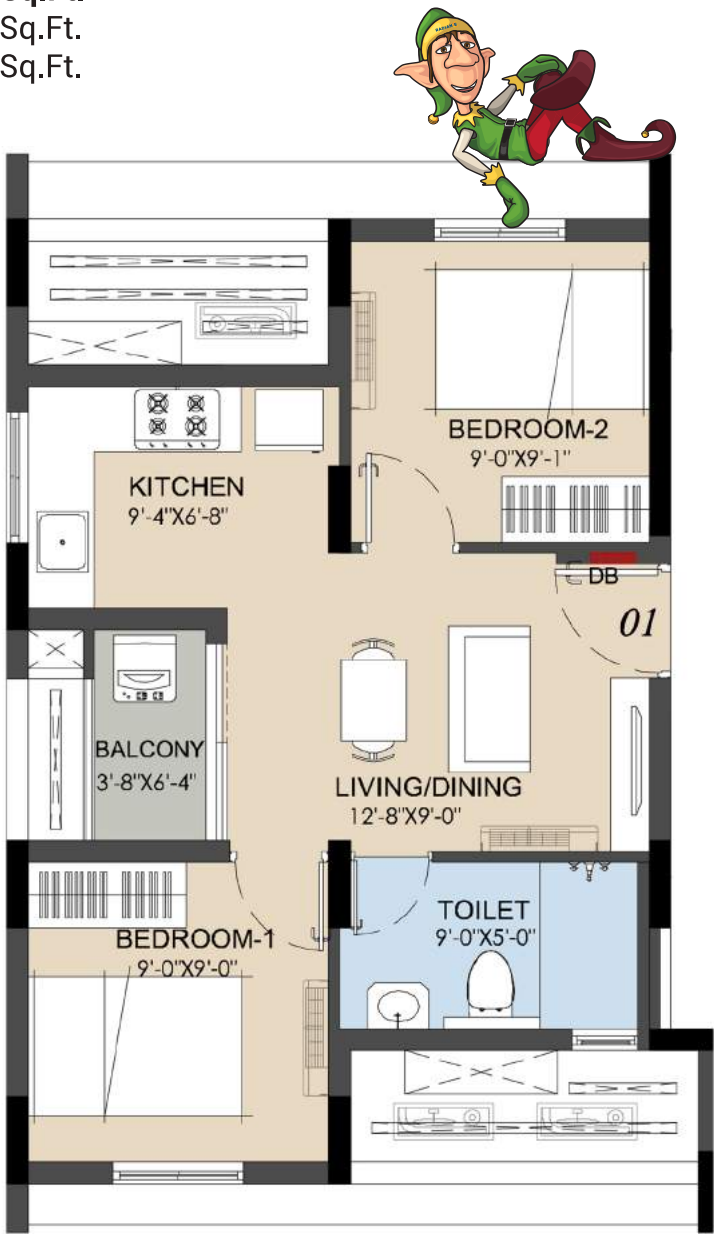 Sq.Ft.
Sq.Ft.
BEDROOM-2
9'-0"X9'-1"
KITCHEN
9'-4"X6'-8"
DB
01
BALCONY
3'-8"X6'-4"
LIVING/DINING
12'-8"X9'-0"
TOILET
9'-0"X5'-0"
BEDROOM-1
9'-0"X9'-0"